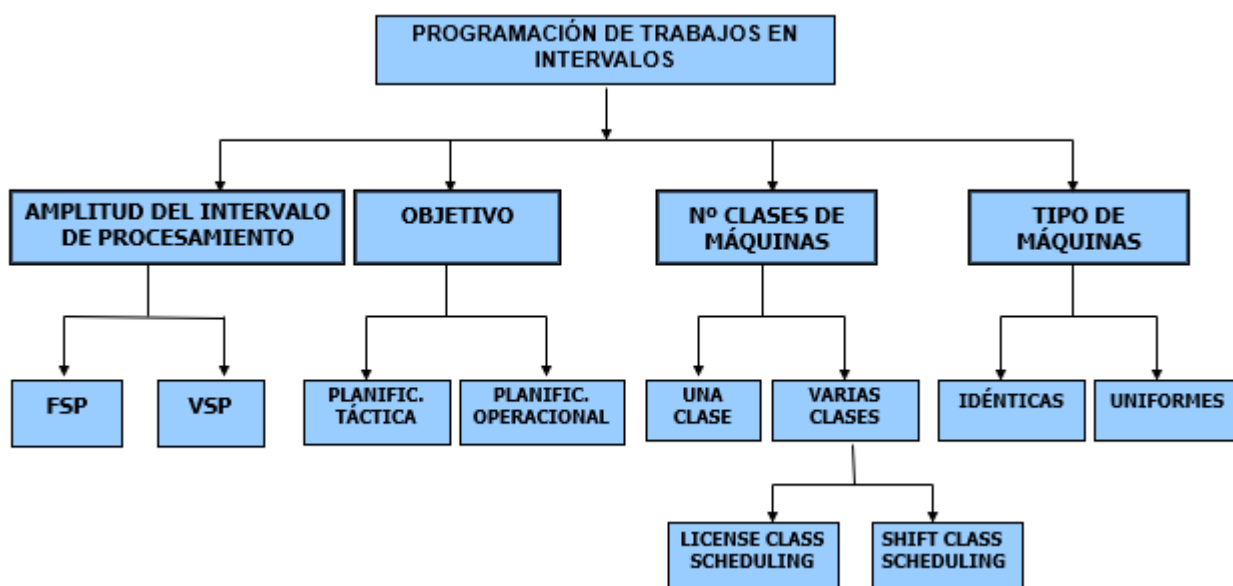 PROGRAMACIÓN DE TRABAJOS EN
INTERVALOS
AMPLITUD DEL INTERVALO
DE PROCESAMIENTO
OBJETIVO
Nº CLASES DE
MÁQUINAS
TIPO DE
MÁQUINAS
FSP
VSP
PLANIFIC.
TÁCTICA
PLANIFIC.
OPERACIONAL
UNA
CLASE
VARIAS
CLASES
IDÉNTICAS
UNIFORMES
LICENSE CLASS
SCHEDULING
SHIFT CLASS
SCHEDULING